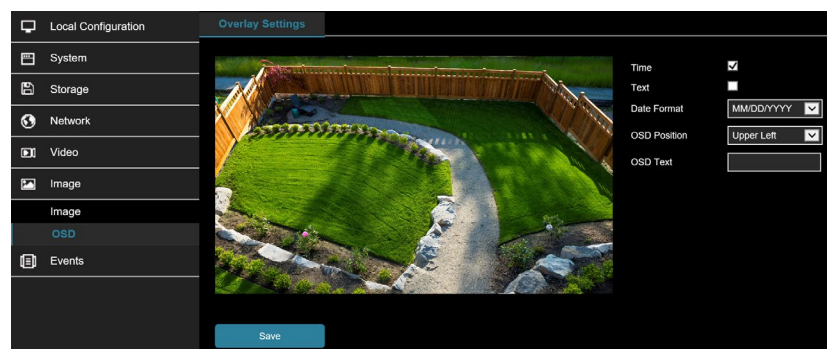 Local Configuration
System
Storage
Network
Video
Image
Image
OSD
Events
Overlay Settings
Time
Text
Date Format MM/DD/YYYY
OSD Position Upper Left
OSD Text
Save